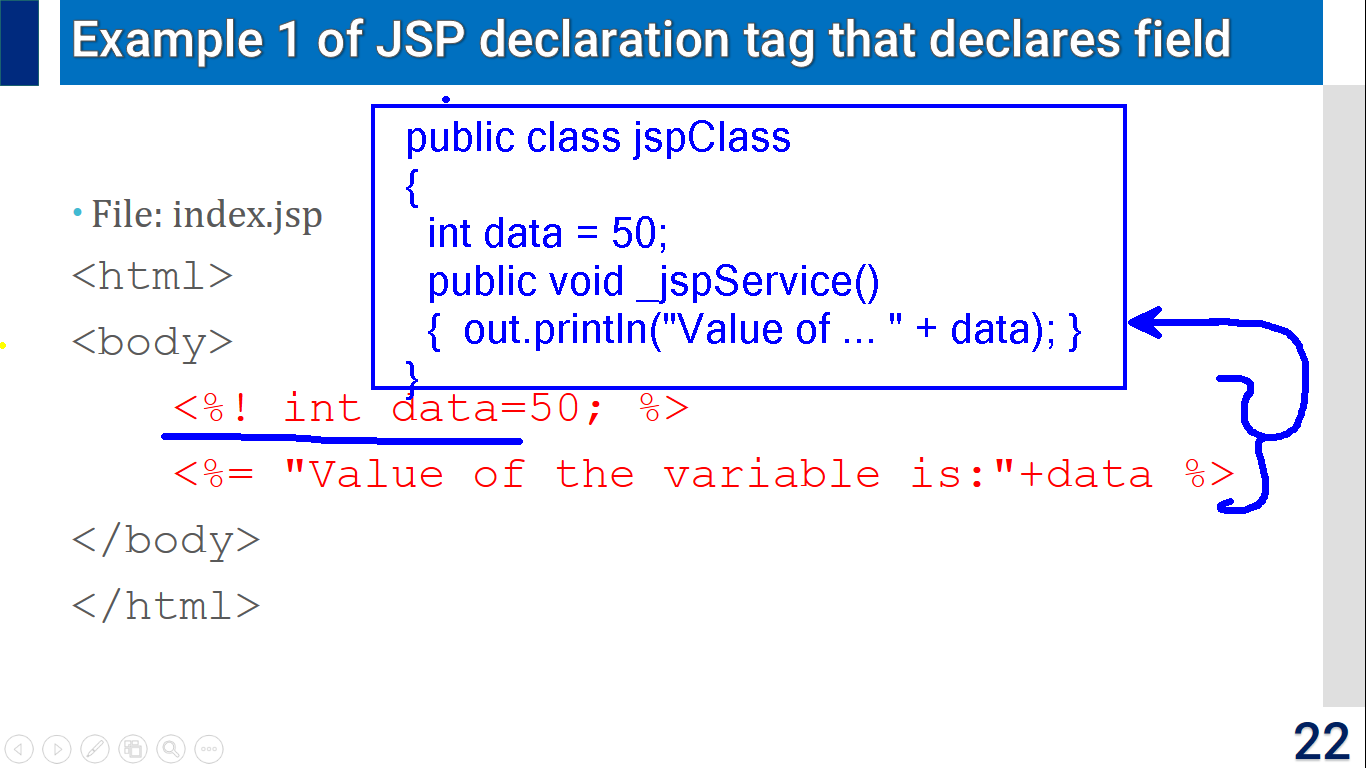 Example 1 of JSP declaration tag that declares field
public class jspClass
{
int data = 50;
public void _jspService()
{ out.println("Value of ... " + data); }
}
• File: index.jsp
<html>
<body>
<%! int data=50; %>
<%= "Value of the variable is:"+data %>
</body>
</html>
22